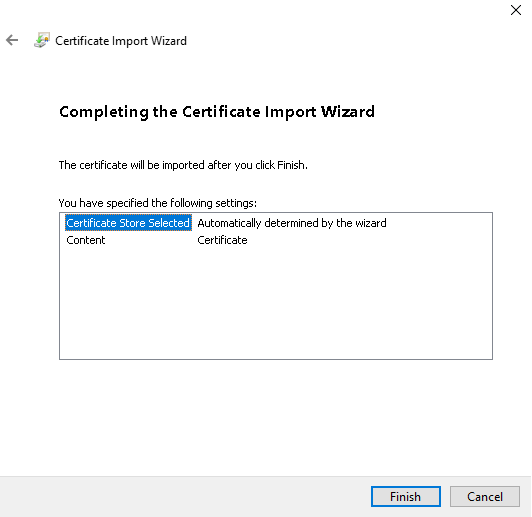 Certificate Import Wizard
Completing the Certificate Import Wizard
The certificate will be imported after you click Finish.
You have specified the following settings:
Certificate Store Selected Automatically determined by the wizard
Content Certificate
Finish Cancel